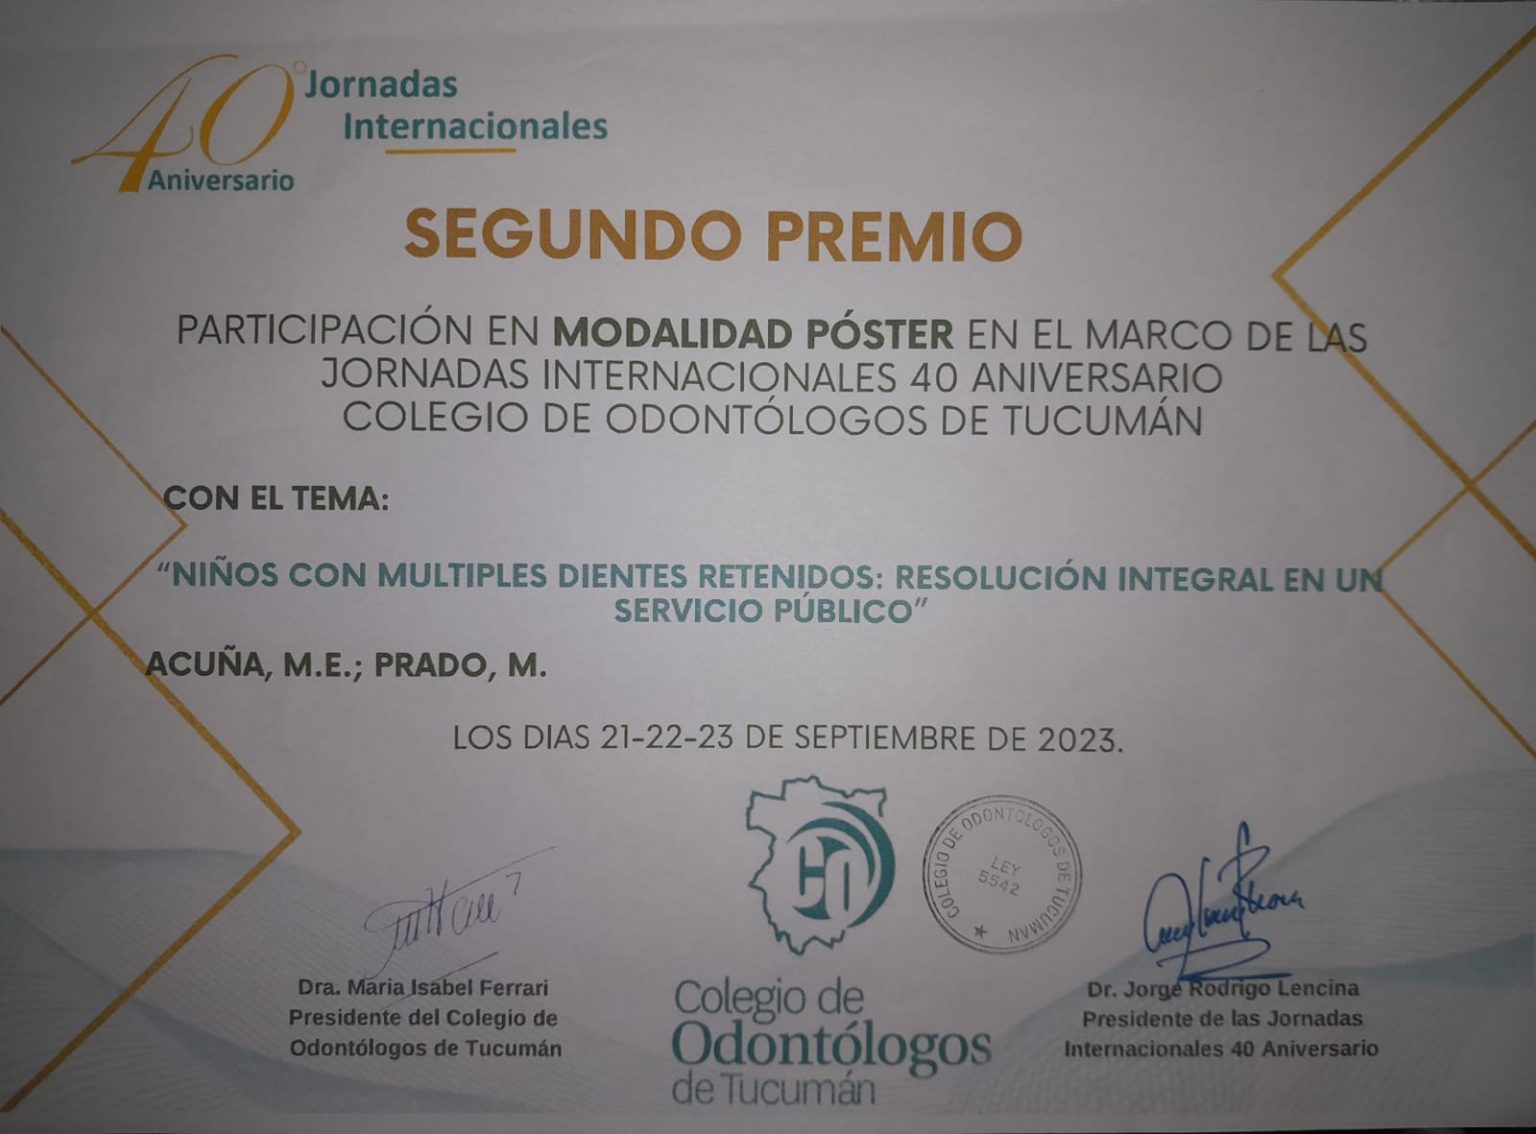 40° Jornadas
Internacionales
Aniversario
SEGUNDO PREMIO
PARTICIPACIÓN EN MODALIDAD PÓSTER EN EL MARCO DE LAS
JORNADAS INTERNACIONALES 40 ANIVERSARIO
COLEGIO DE ODONTÓLOGOS DE TUCUMÁN
CON EL TEMA:
“NIÑOS CON MULTIPLES DIENTES RETENIDOS: RESOLUCIÓN INTEGRAL EN UN
SERVICIO PÚBLICO”
ACUÑA, M.E.; PRADO, M.
LOS DIAS 21-22-23 DE SEPTIEMBRE DE 2023.
CO
COLEGIO DE ODONTOLOGOS DE TUCUMAN
LEY
5542
Dra. Maria Isabel Ferrari
Presidente del Colegio de
Odontólogos de Tucumán
Colegio de
Odontólogos
de Tucumán
Dr. Jorge Rodrigo Lencina
Presidente de las Jornadas
Internacionales 40 Aniversario